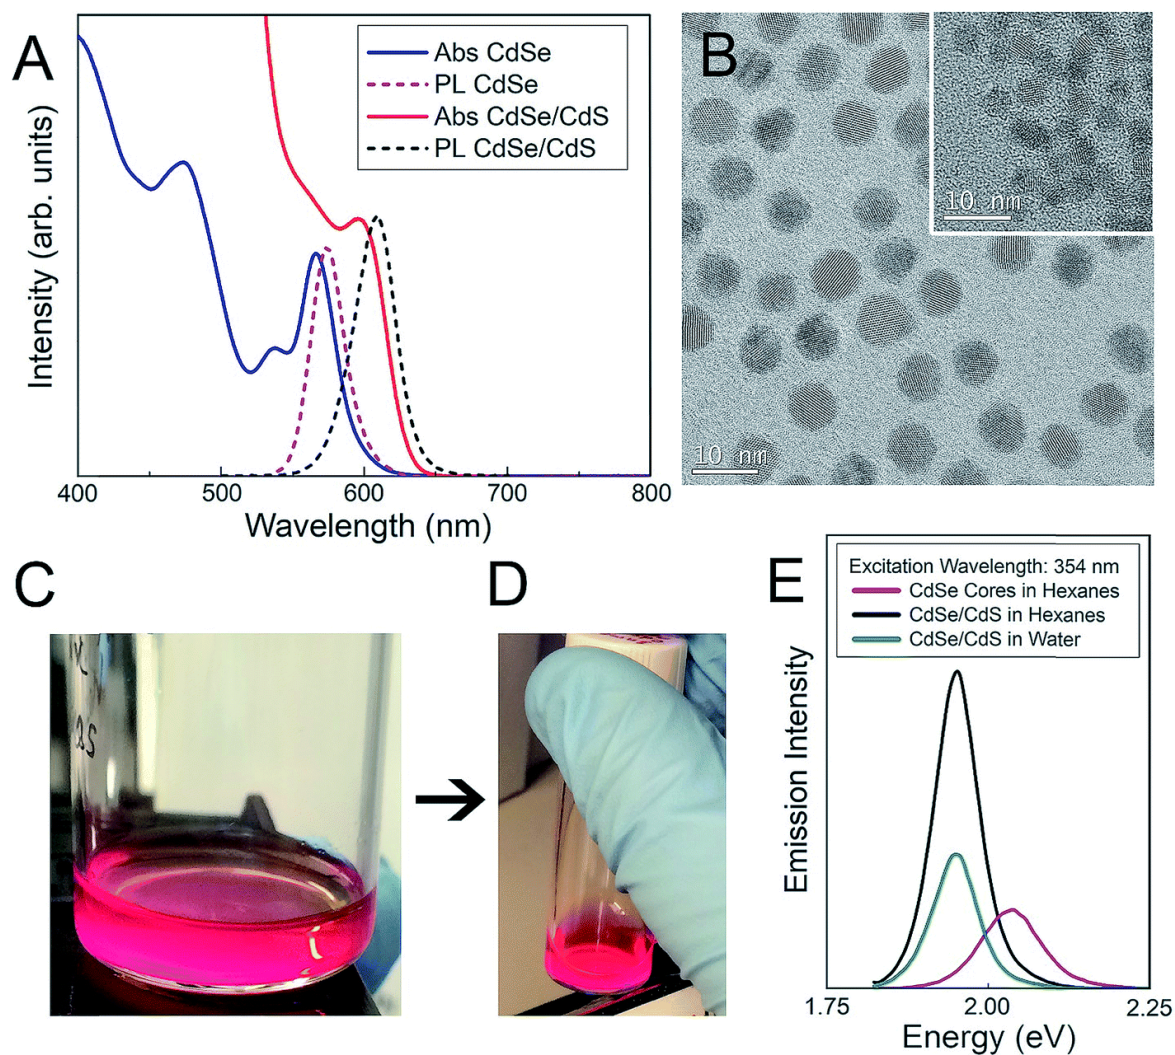 A
Abs CdSe
PL CdSe
Abs CdSe/CdS
PL CdSe/CdS
Intensity (arb. units)
400
500
600
700
800
Wavelength (nm)
B
10 nm
10 nm
C
D
E
Excitation Wavelength: 354 nm
CdSe Cores in Hexanes
CdSe/CdS in Hexanes
CdSe/CdS in Water
Emission Intensity
1.75
2.00
2.25
Energy (eV)